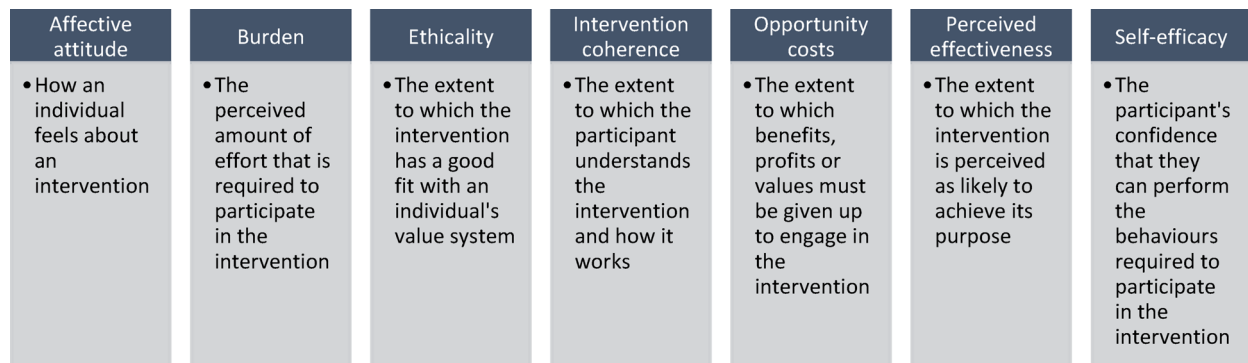 Affective
attitude
• How an
individual
feels about
an
intervention
Burden
• The
perceived
amount of
effort that is
required to
participate
in the
intervention
Ethicality
• The extent
to which the
intervention
has a good
fit with an
individual's
value system
Intervention
coherence
• The extent
to which the
participant
understands
the
intervention
and how it
works
Opportunity
costs
• The extent
to which
benefits,
profits or
values must
be given up
to engage in
the
intervention
Perceived
effectiveness
• The extent
to which the
intervention
is perceived
as likely to
achieve its
purpose
Self-efficacy
• The
participant's
confidence
that they
can perform
the
behaviours
required to
participate
in the
intervention